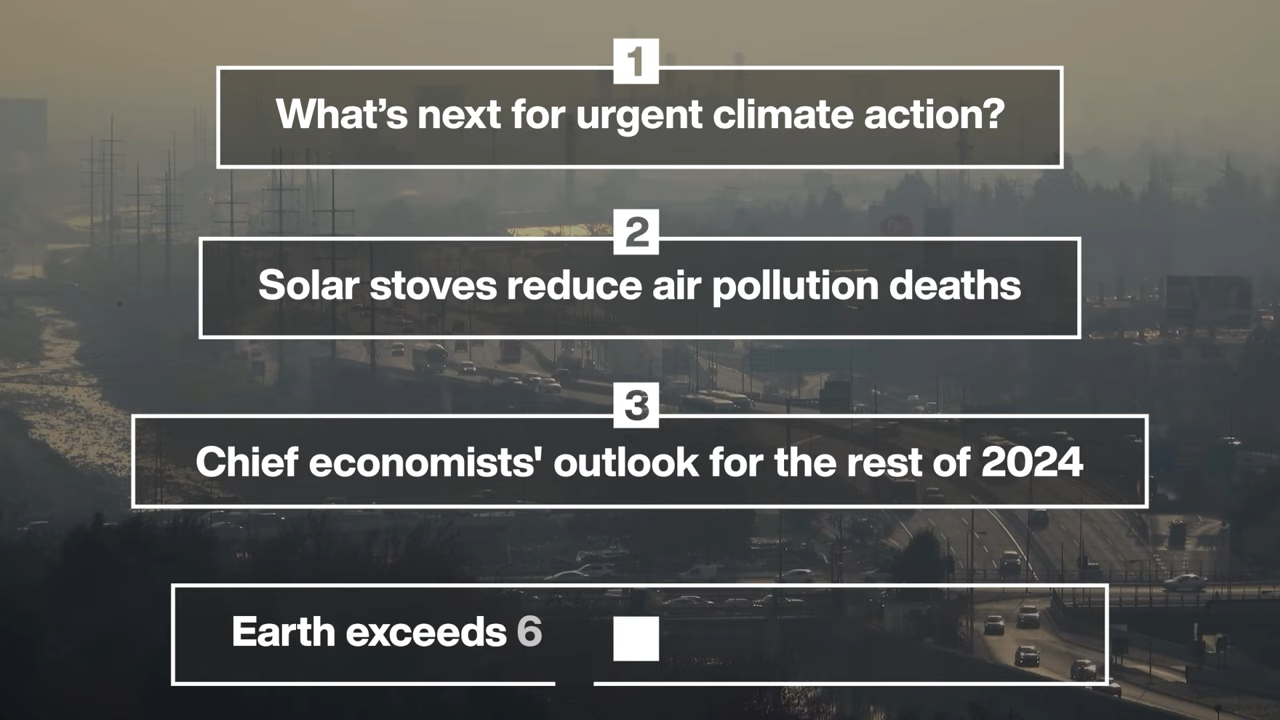 1
What’s next for urgent climate action?
2
Solar stoves reduce air pollution deaths
3
Chief economists' outlook for the rest of 2024
Earth exceeds 6